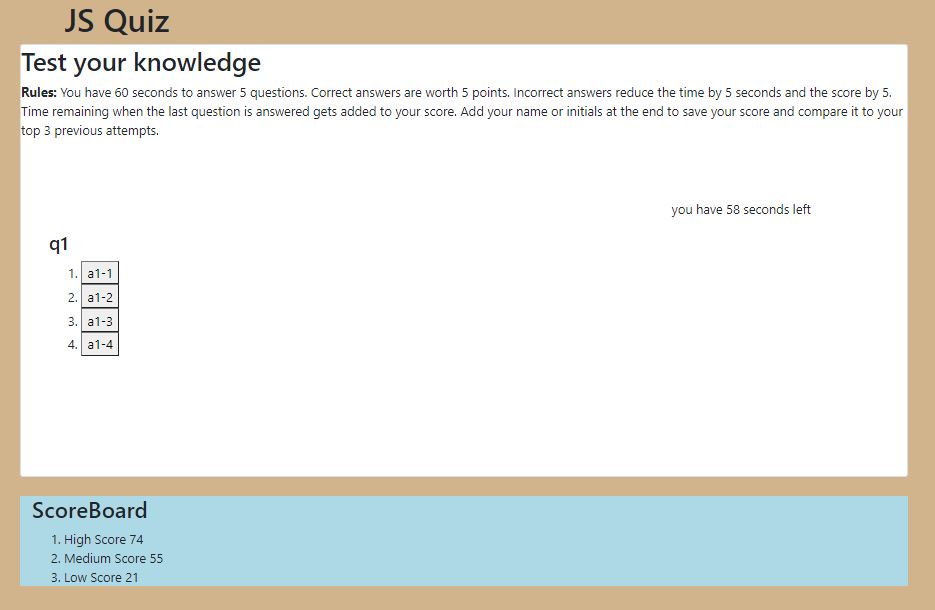 JS Quiz
Test your knowledge
Rules: You have 60 seconds to answer 5 questions. Correct answers are worth 5 points. Incorrect answers reduce the time by 5 seconds and the score by 5.
Time remaining when the last question is answered gets added to your score. Add your name or initials at the end to save your score and compare it to your
top 3 previous attempts.
you have 58 seconds left
q1
1. a1-1
2. a1-2
3. a1-3
4. a1-4
ScoreBoard
1. High Score 74
2. Medium Score 55
3. Low Score 21